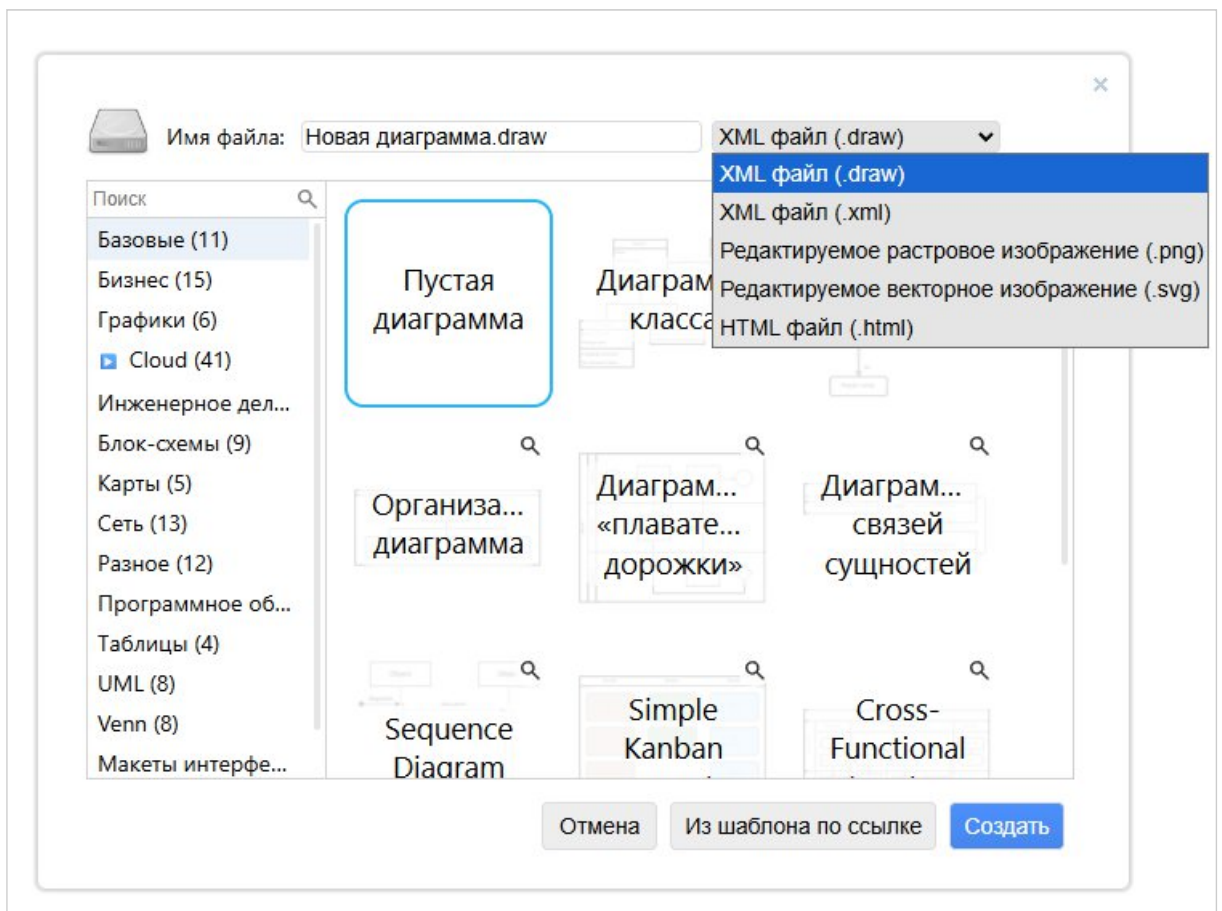 ×
Имя файла: Новая диаграмма.draw XML файл (.draw)
XML файл (.draw)
XML файл (.xml)
Редактируемое растровое изображение (.png)
Редактируемое векторное изображение (.svg)
HTML файл (.html)
Поиск
Базовые (11)
Бизнес (15)
Графики (6)
Cloud (41)
Инженерное дел...
Блок-схемы (9)
Карты (5)
Сеть (13)
Разное (12)
Программное об...
Таблицы (4)
UML (8)
Venn (8)
Макеты интерфе...
Пустая
диаграмма
Диаграм
класса
Организа...
диаграмма
Диаграм...
«плавате...
дорожки»
Диаграм...
связей
сущностей
Sequence
Diagram
Simple
Kanban
Cross-
Functional
Отмена
Из шаблона по ссылке
Создать